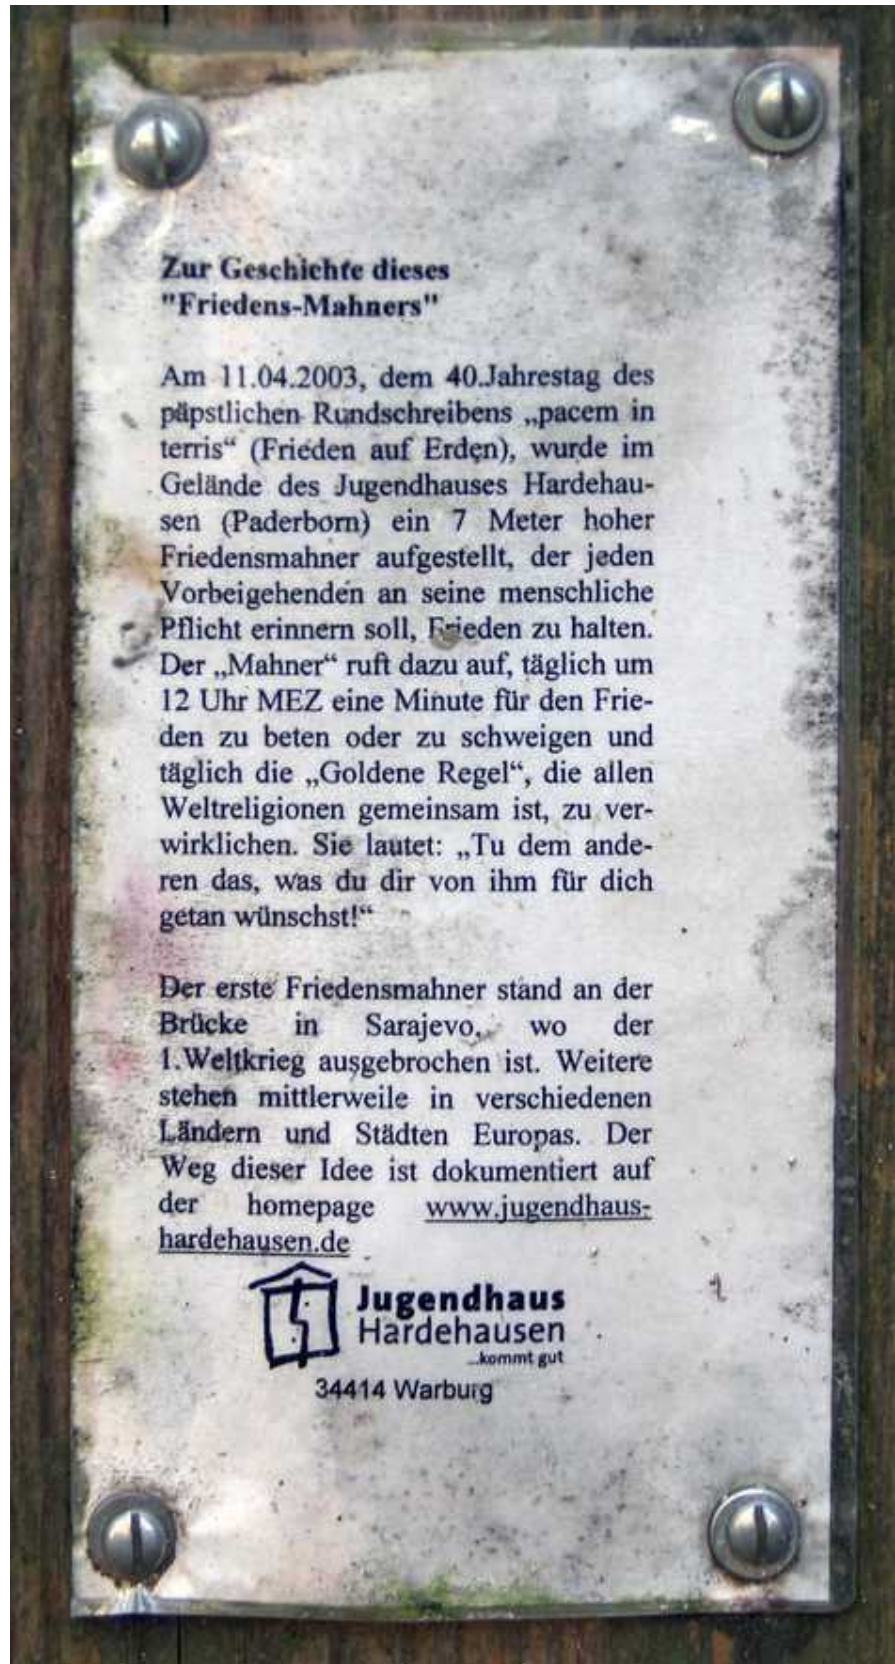 Zur Geschichte dieses
"Friedens-Mahners"
Am 11.04.2003, dem 40.Jahrestag des
päpstlichen Rundschreibens „pacem in
terris“ (Frieden auf Erden), wurde im
Gelände des Jugendhauses Hardehau-
sen (Paderborn) ein 7 Meter hoher
Friedensmahner aufgestellt, der jeden
Vorbeigehenden an seine menschliche
Pflicht erinnern soll, Frieden zu halten.
Der „Mahner“ ruft dazu auf, täglich um
12 Uhr MEZ eine Minute für den Frie-
den zu beten oder zu schweigen und
täglich die „Goldene Regel“, die allen
Weltreligionen gemeinsam ist, zu ver-
wirklichen. Sie lautet: „Tu dem ande-
ren das, was du dir von ihm für dich
getan wünschst!“
Der erste Friedensmahner stand an der
Brücke in Sarajevo, wo der
1.Weltkrieg ausgebrochen ist. Weitere
stehen mittlerweile in verschiedenen
Ländern und Städten Europas. Der
Weg dieser Idee ist dokumentiert auf
der homepage www.jugendhaus-
hardehausen.de
Jugendhaus
Hardehausen
...kommt gut
34414 Warburg